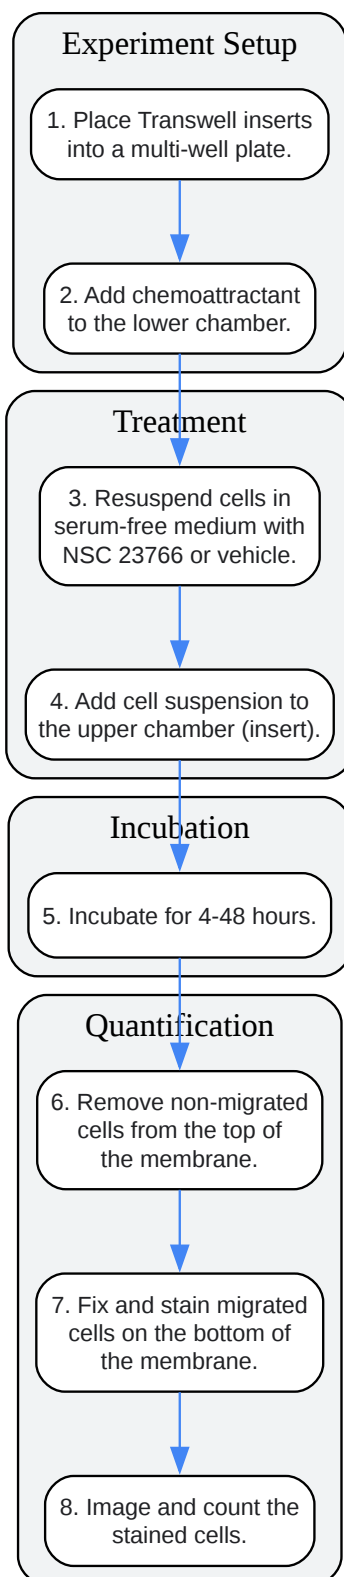 Experiment Setup
1. Place Transwell inserts
into a multi-well plate.
2. Add chemoattractant
to the lower chamber.
Treatment
3. Resuspend cells in
serum-free medium with
NSC 23766 or vehicle.
4. Add cell suspension to
the upper chamber (insert).
Incubation
5. Incubate for 4-48 hours.
Quantification
6. Remove non-migrated
cells from the top of
the membrane.
7. Fix and stain migrated
cells on the bottom of
the membrane.
8. Image and count the
stained cells.